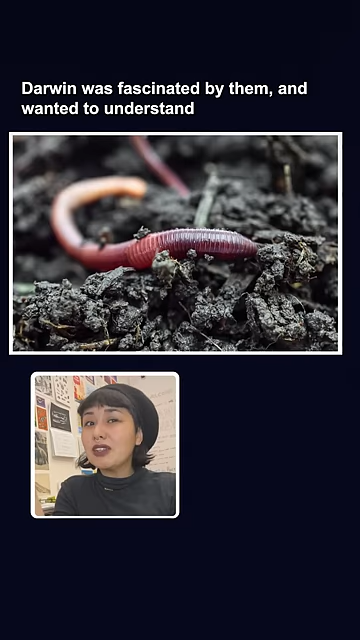 Darwin was fascinated by them, and
wanted to understand